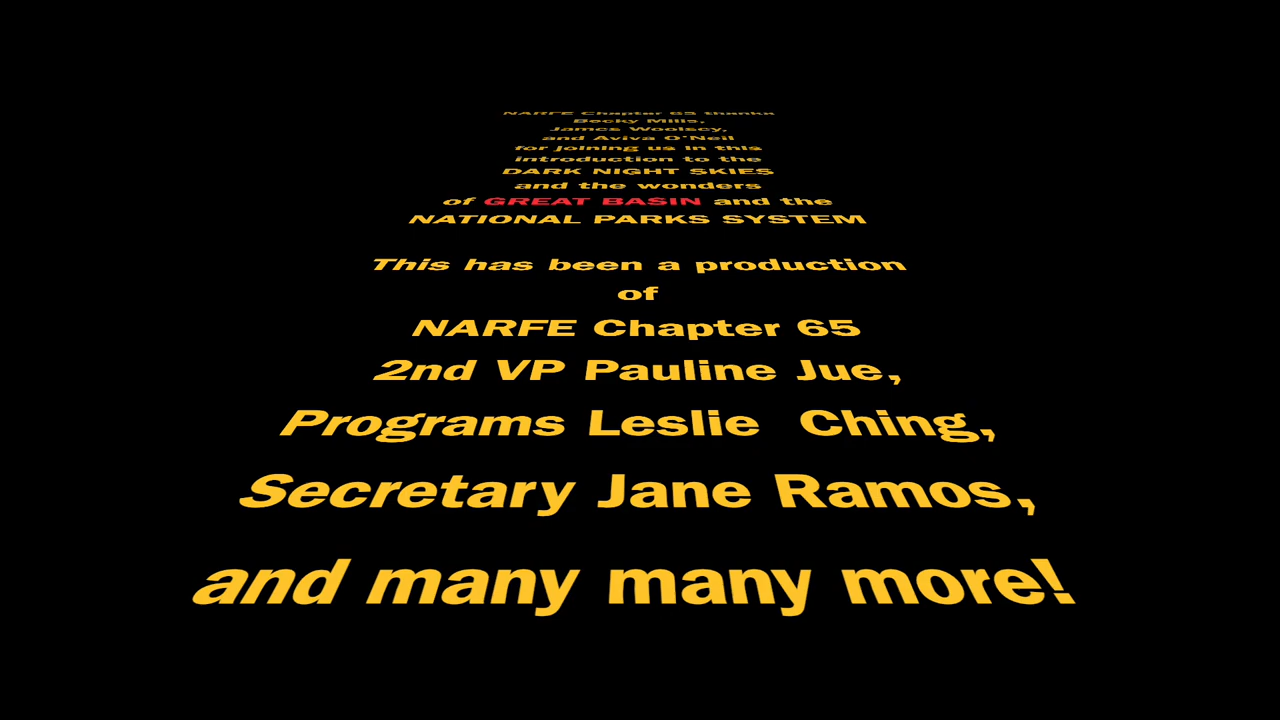 NARFE Chapter 65 thanks
Becky Mills,
James Woolsey,
and Aviva O'Neil
for joining us in this
introduction to the
DARK NIGHT SKIES
and the wonders
of GREAT BASIN and the
NATIONAL PARKS SYSTEM
This has been a production
of
NARFE Chapter 65
2nd VP Pauline Jue,
Programs Leslie Ching,
Secretary Jane Ramos,
and many many more!